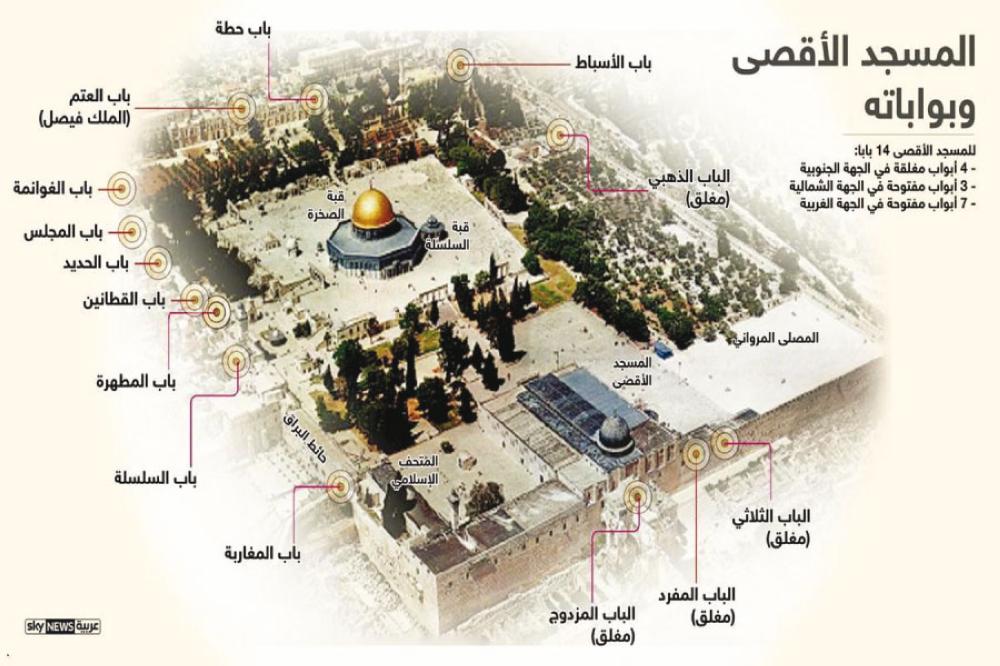 المسجد الأقصى
وبواباته
للمسجد الأقصى 14 بابا:
- 4 أبواب مغلقة في الجهة الجنوبية
- 3 أبواب مفتوحة في الجهة الشمالية
- 7 أبواب مفتوحة في الجهة الغربية
باب حطة
باب الأسباط
باب العتم
(الملك فيصل)
الباب الذهبي
(مغلق)
باب الغوانمة
قبة
الصخرة
قبة
السلسلة
باب المجلس
باب الحديد
باب القطانين
المصلى المرواني
باب المطهرة
المسجد
الأقصى
حائط البراق
المتحف
الإسلامي
باب السلسلة
باب المغاربة
الباب الثلاثي
(مغلق)
الباب المفرد
(مغلق)
الباب المزدوج
(مغلق)
sky NEWS عربية